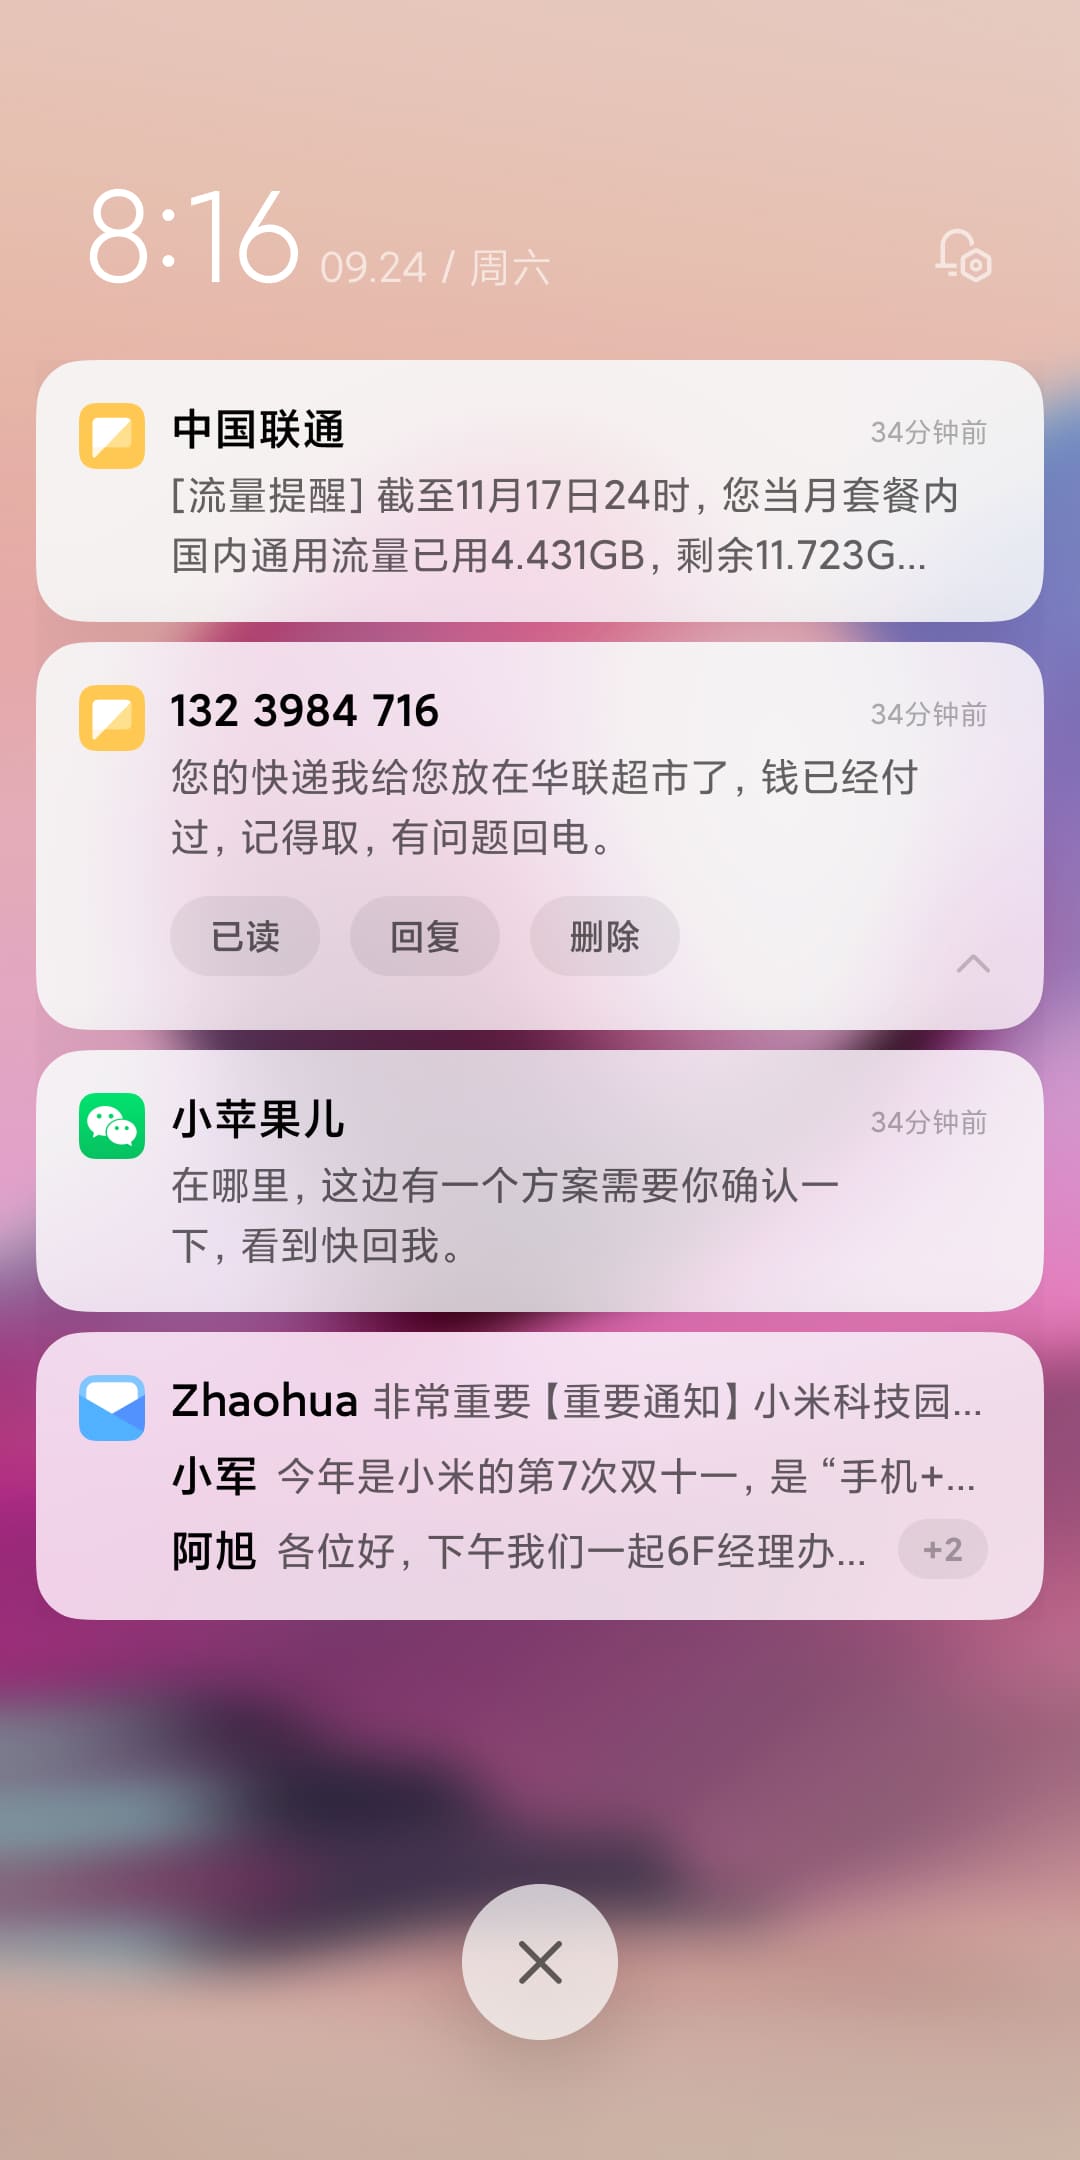 8:16 09.24 / 周六
中国联通 34分钟前
[流量提醒] 截至11月17日24时, 您当月套餐内
国内通用流量已用4.431GB, 剩余11.723G...
132 3984 716 34分钟前
您的快递我给您放在华联超市了, 钱已经付
过, 记得取, 有问题回电。
已读 回复 删除
小苹果儿 34分钟前
在哪里, 这边有一个方案需要你确认一
下, 看到快回我。
Zhaohua 非常重要【重要通知】小米科技园...
小军 今年是小米的第7次双十一, 是 “手机+...
阿旭 各位好, 下午我们一起6F经理办... +2